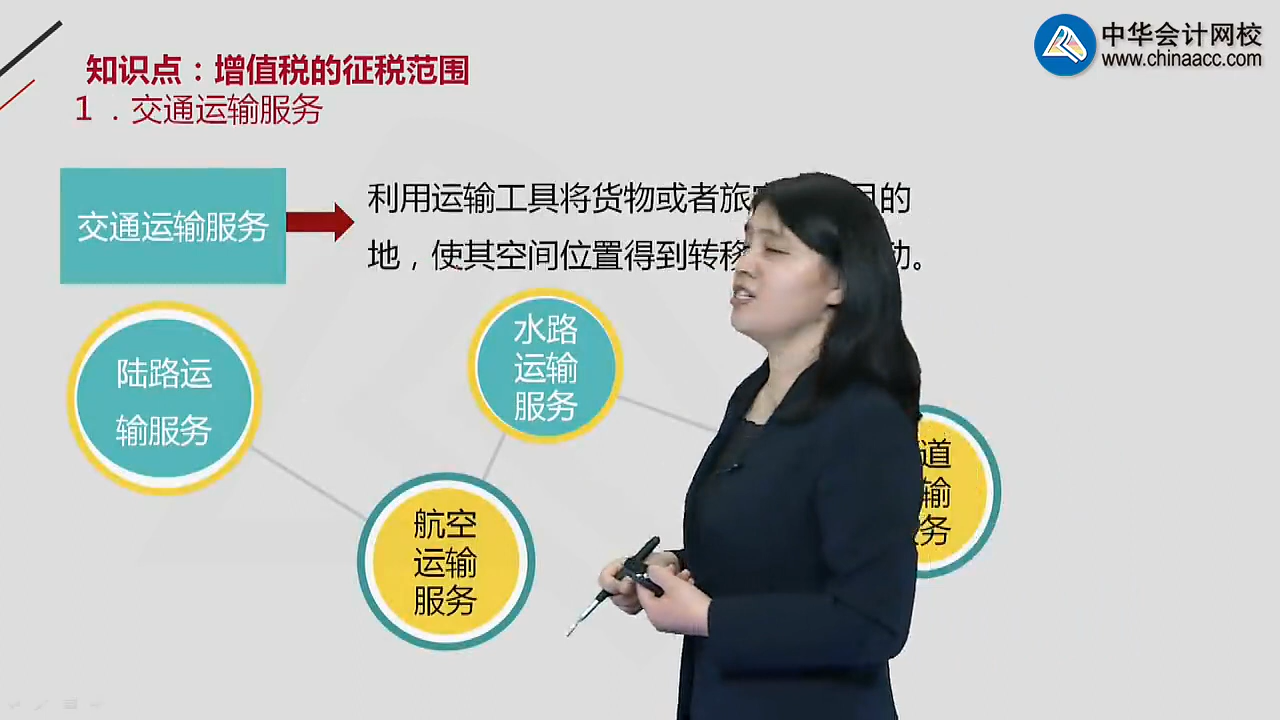 中华会计网校
www.chinaacc.com
知识点：增值税的征税范围
1．交通运输服务
交通运输服务
利用运输工具将货物或者旅 目的
地，使其空间位置得到转移 动。
陆路运
输服务
水路
运输
服务
航空
运输
服务
道
输
务